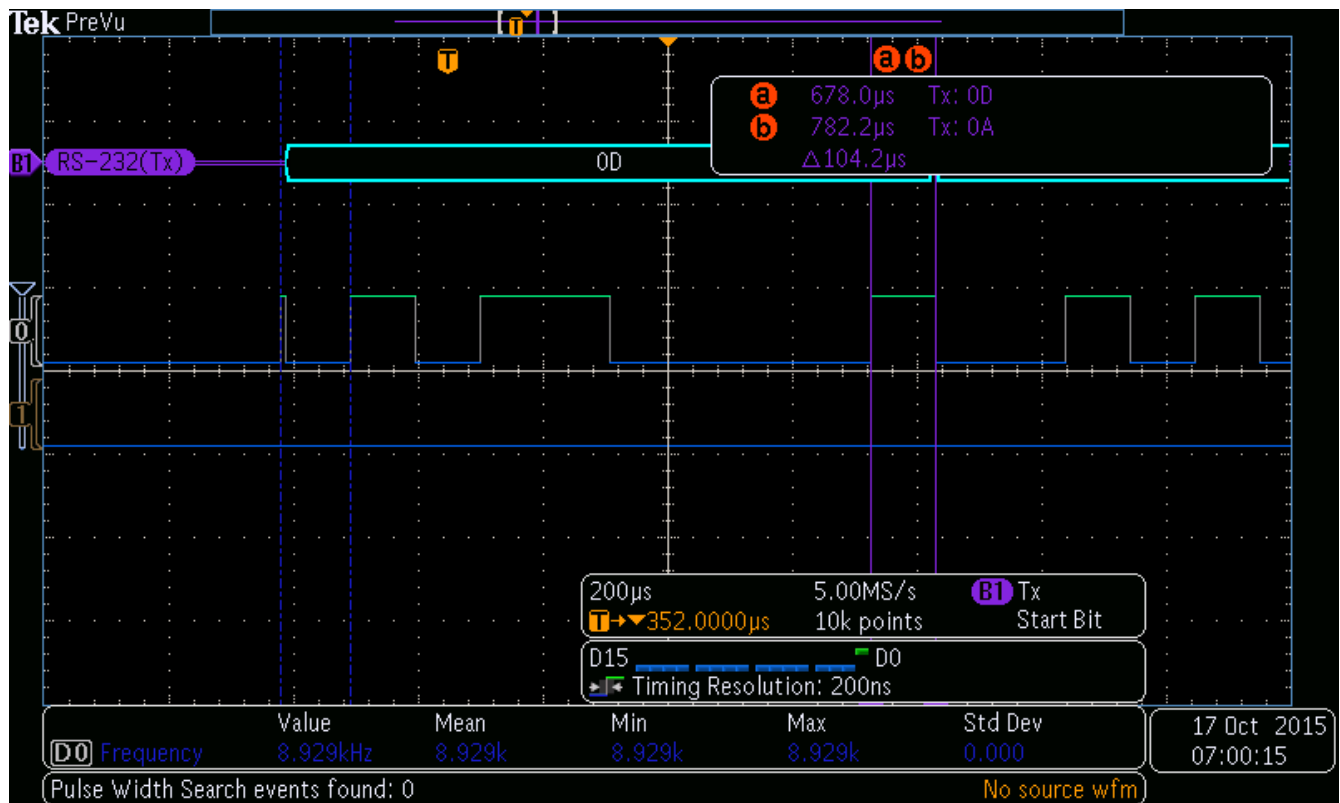 Tek PreVu
T
T
a b
a 678.0µs Tx: 0D
b 782.2µs Tx: 0A
△104.2µs
B1 RS-232(Tx) 0D
0
1
200µs 5.00MS/s B1 Tx
T→▼352.0000µs 10k points Start Bit
D15 D0
Timing Resolution: 200ns
Value Mean Min Max Std Dev
D0 Frequency 8.929kHz 8.929k 8.929k 8.929k 0.000
17 Oct 2015
07:00:15
Pulse Width Search events found: 0 No source wfm